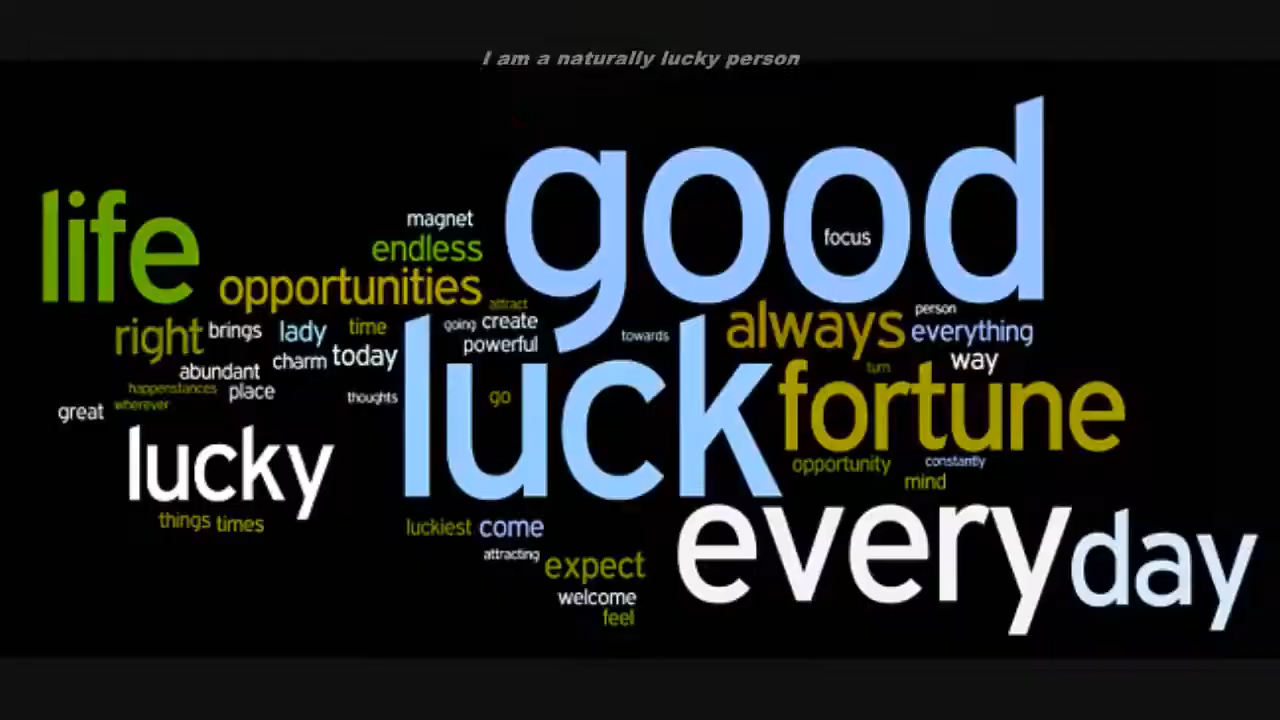 I am a naturally lucky person
good
life
magnet
focus
endless
opportunities
attract
person
right brings lady time
going create
towards
always everything
charm today
powerful
way
abundant
turn
happenstances
place
luck
thoughts
go
fortune
great wherever
lucky
opportunity
constantly
mind
things times
luckiest come
every day
attracting
expect
welcome
feel